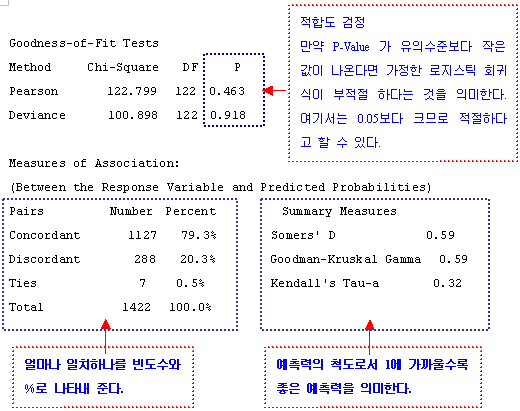 Goodness-of-Fit Tests
Method Chi-Square DF P
Pearson 122.799 122 0.463
Deviance 100.898 122 0.918
적합도 검정
만약 P-Value 가 유의수준보다 작은
값이 나온다면 가정한 로지스틱 회귀
식이 부적절 하다는 것을 의미한다.
여기서는 0.05보다 크므로 적절하다
고 할 수 있다.
Measures of Association:
(Between the Response Variable and Predicted Probabilities)
Pairs Number Percent
Concordant 1127 79.3%
Discordant 288 20.3%
Ties 7 0.5%
Total 1422 100.0%
Summary Measures
Somers' D 0.59
Goodman-Kruskal Gamma 0.59
Kendall's Tau-a 0.32
얼마나 일치하나를 빈도수와
%로 나타내 준다.
예측력의 척도로서 1에 가까울수록
좋은 예측력을 의미한다.